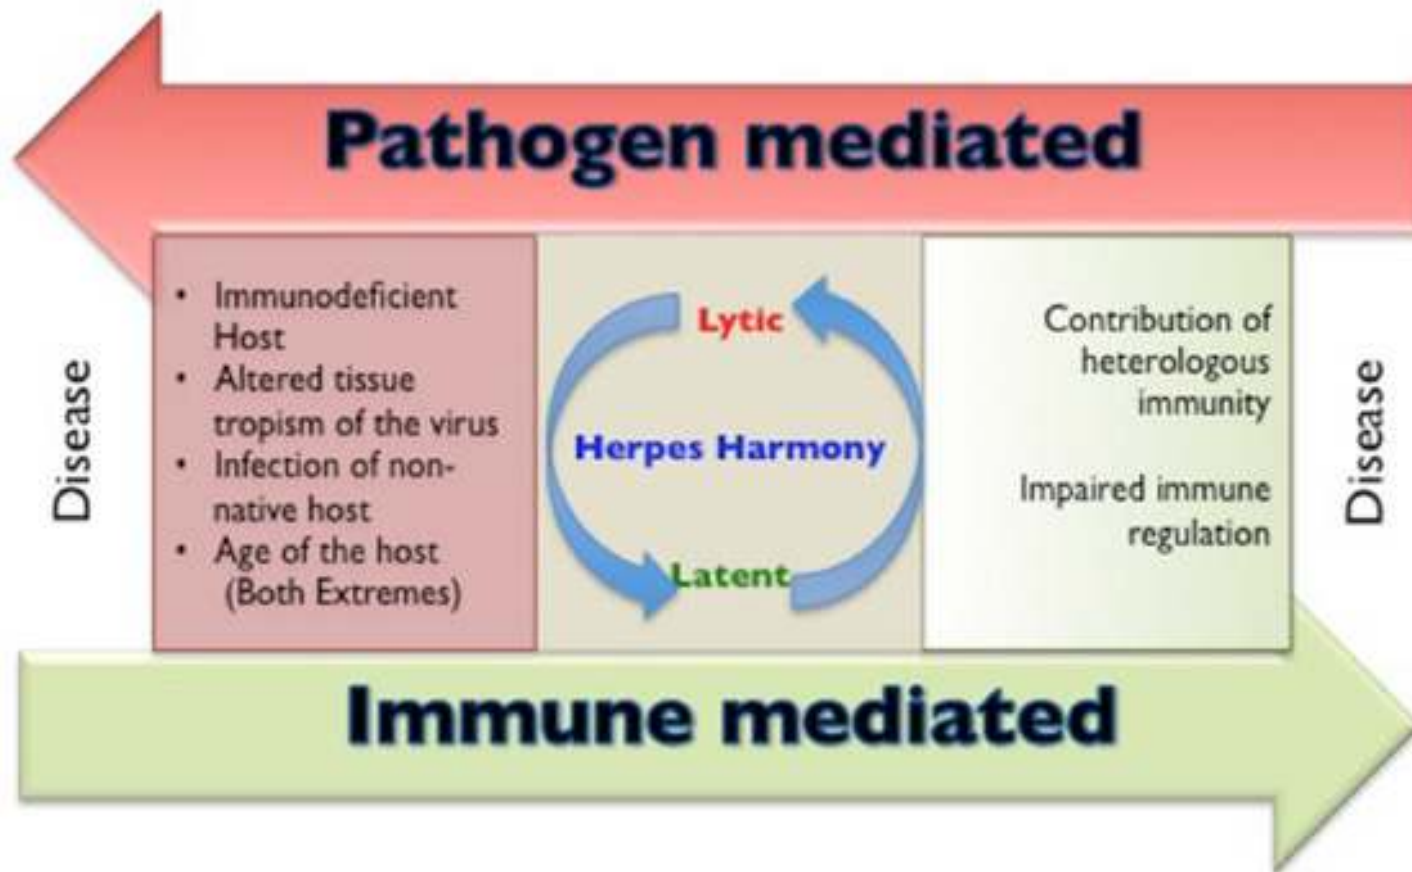 Pathogen mediated
Disease
• Immunodeficient
Host
• Altered tissue
tropism of the virus
• Infection of non-
native host
• Age of the host
(Both Extremes)
Lytic
Herpes Harmony
Latent
Contribution of
heterologous
immunity
Impaired immune
regulation
Disease
Immune mediated